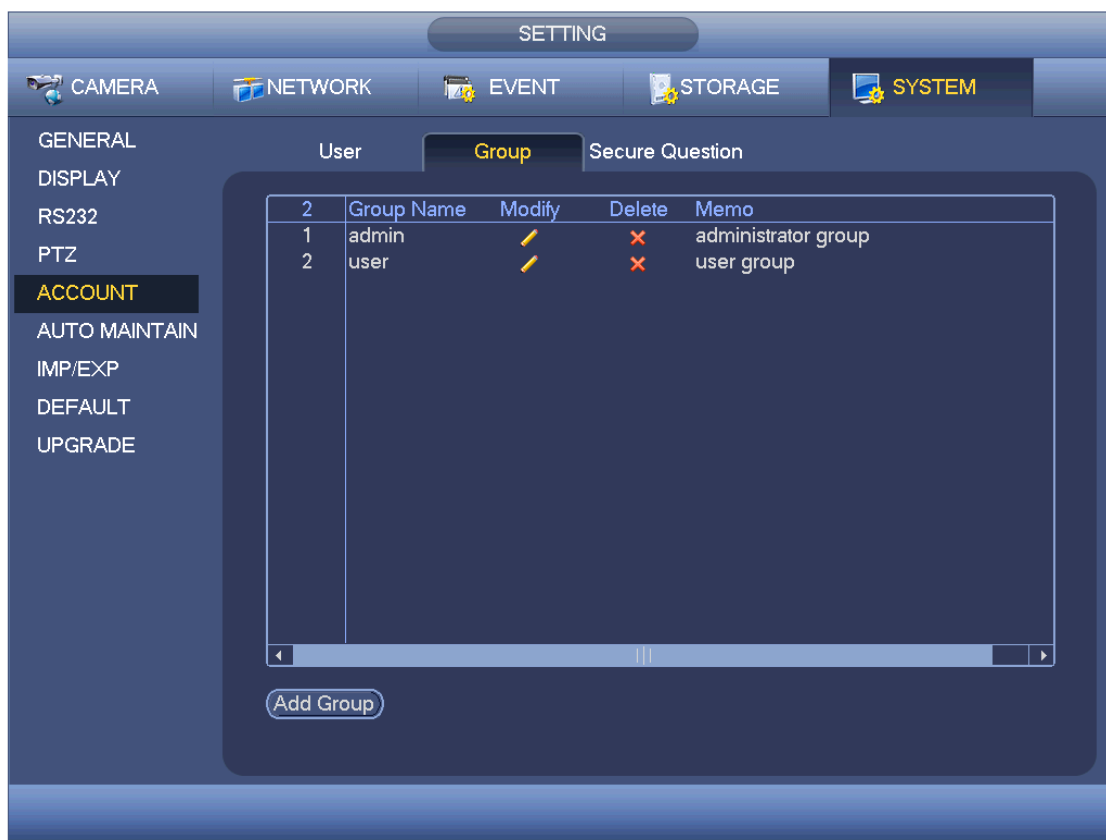 SETTING
CAMERA NETWORK EVENT STORAGE SYSTEM
GENERAL
DISPLAY
RS232
PTZ
ACCOUNT
AUTO MAINTAIN
IMP/EXP
DEFAULT
UPGRADE
User Group Secure Question
2 Group Name Modify Delete Memo
1 admin administrator group
2 user user group
Add Group